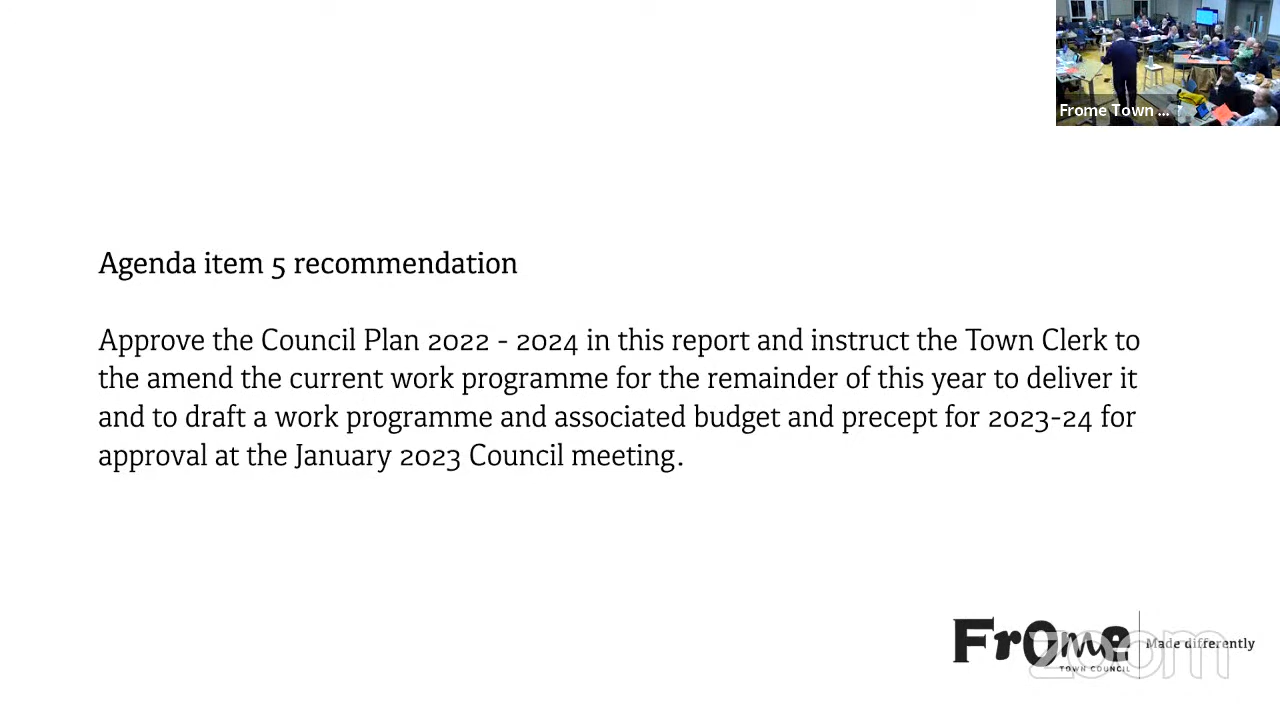 Frome Town ...
Agenda item 5 recommendation
Approve the Council Plan 2022 - 2024 in this report and instruct the Town Clerk to
the amend the current work programme for the remainder of this year to deliver it
and to draft a work programme and associated budget and precept for 2023-24 for
approval at the January 2023 Council meeting.
Frome
TOWN COUNCIL
Made differently
zoom